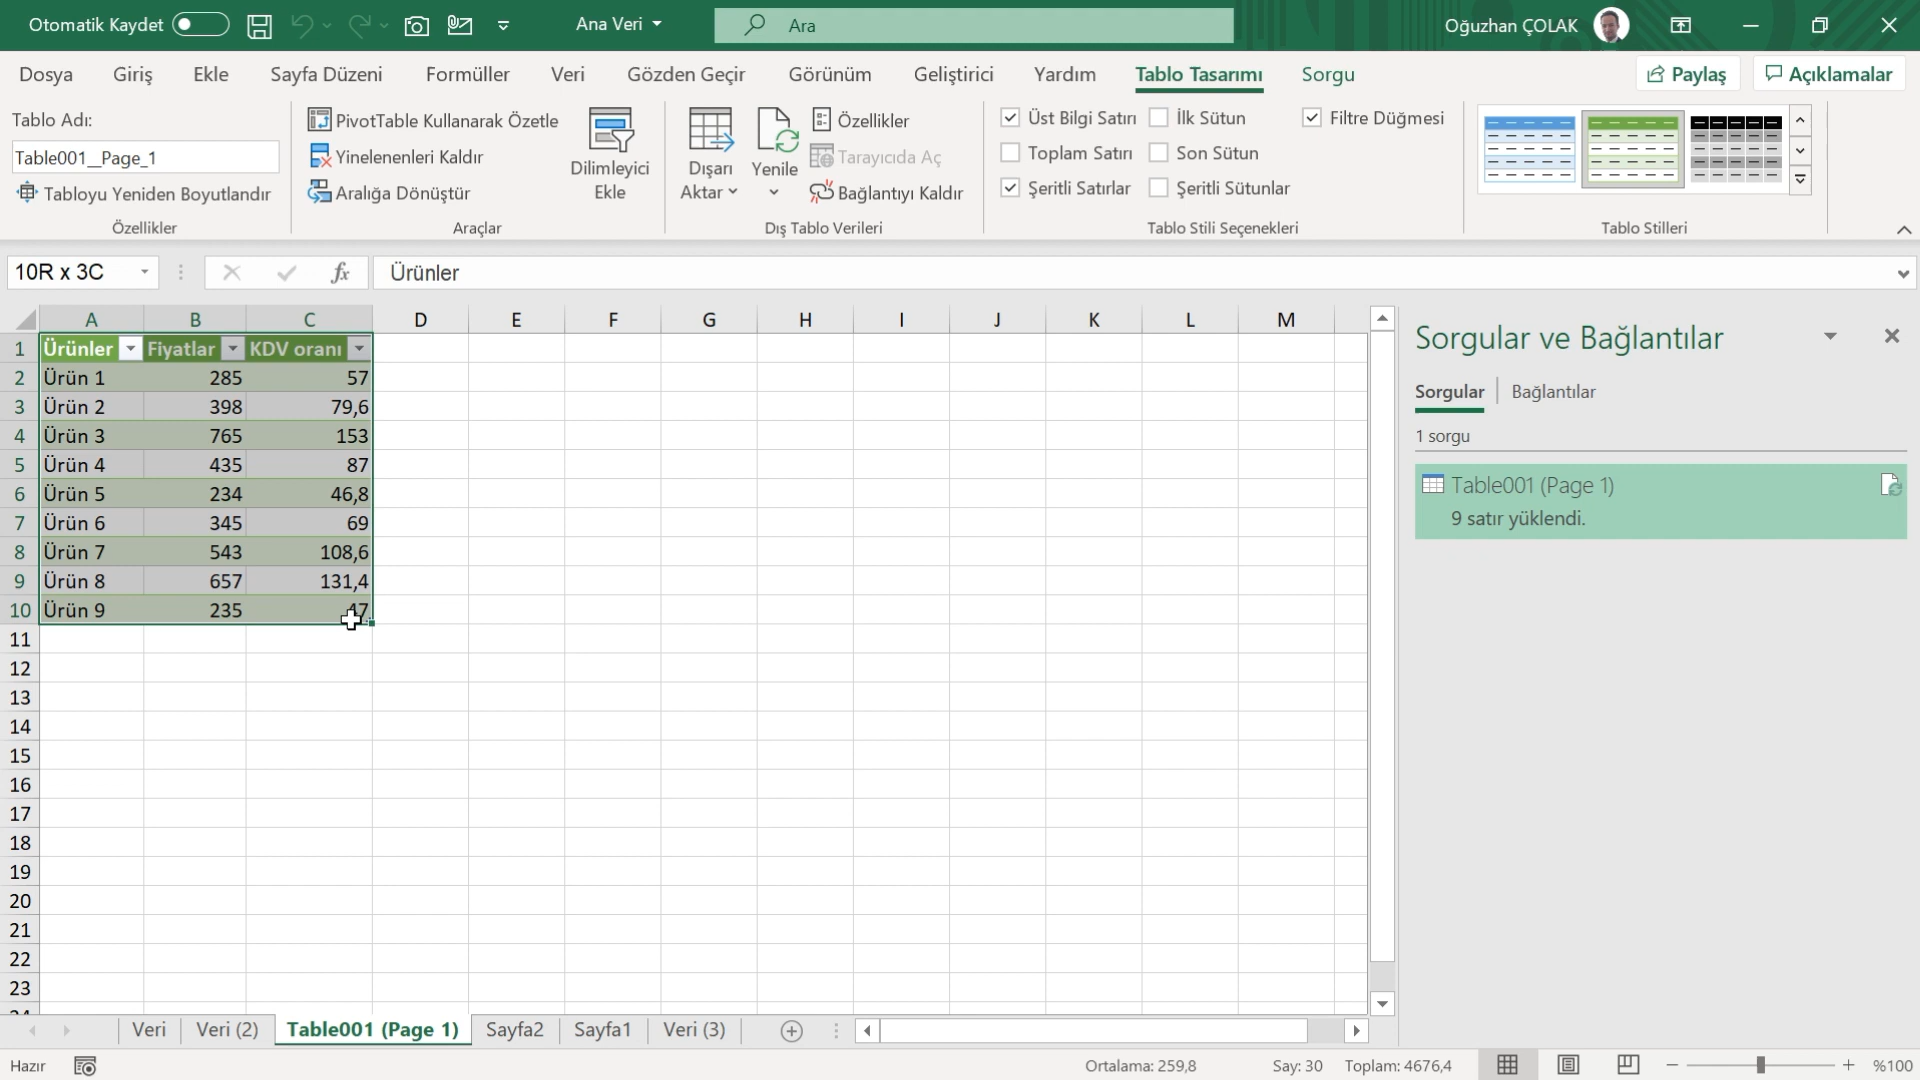 Otomatik Kaydet
Ana Veri
Ara
Oğuzhan ÇOLAK
Dosya Giriş Ekle Sayfa Düzeni Formüller Veri Gözden Geçir Görünüm Geliştirici Yardım Tablo Tasarımı Sorgu Paylaş Açıklamalar
Tablo Adı:
Table001__Page_1
Tabloyu Yeniden Boyutlandır
Özellikler
PivotTable Kullanarak Özetle
Yinelenenleri Kaldır
Aralığa Dönüştür
Dilimleyici
Ekle
Araçlar
Dışarı
Aktar
Yenile
Özellikler
Tarayıcıda Aç
Bağlantıyı Kaldır
Dış Tablo Verileri
Üst Bilgi Satırı İlk Sütun Filtre Düğmesi
Toplam Satırı Son Sütun
Şeritli Satırlar Şeritli Sütunlar
Tablo Stili Seçenekleri
Tablo Stilleri
10R x 3C fx Ürünler
A B C D E F G H I J K L M
1 Ürünler Fiyatlar KDV oranı
2 Ürün 1 285 57
3 Ürün 2 398 79,6
4 Ürün 3 765 153
5 Ürün 4 435 87
6 Ürün 5 234 46,8
7 Ürün 6 345 69
8 Ürün 7 543 108,6
9 Ürün 8 657 131,4
10 Ürün 9 235 47
11
12
13
14
15
16
17
18
19
20
21
22
23
24
Sorgular ve Bağlantılar
Sorgular Bağlantılar
1 sorgu
Table001 (Page 1)
9 satır yüklendi.
Veri Veri (2) Table001 (Page 1) Sayfa2 Sayfa1 Veri (3)
Hazır Ortalama: 259,8 Say: 30 Toplam: 4676,4 %100